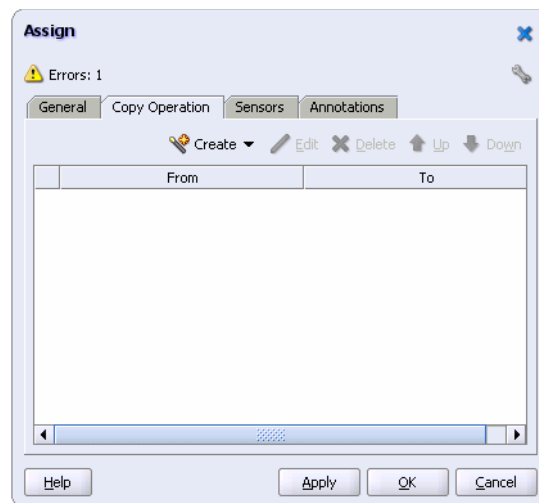 Assign
Errors: 1
General Copy Operation Sensors Annotations
Create Edit Delete Up Down
From To
Help Apply OK Cancel